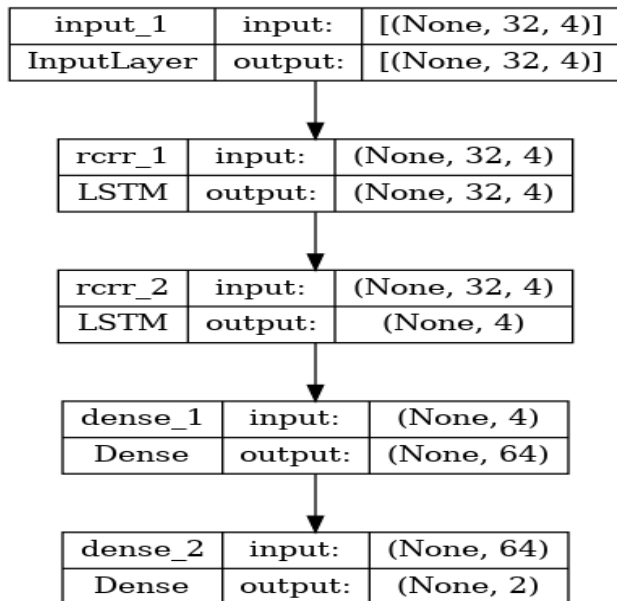 input_1 input: [(None, 32, 4)]
InputLayer output: [(None, 32, 4)]
rcrr_1 input: (None, 32, 4)
LSTM output: (None, 32, 4)
rcrr_2 input: (None, 32, 4)
LSTM output: (None, 4)
dense_1 input: (None, 4)
Dense output: (None, 64)
dense_2 input: (None, 64)
Dense output: (None, 2)